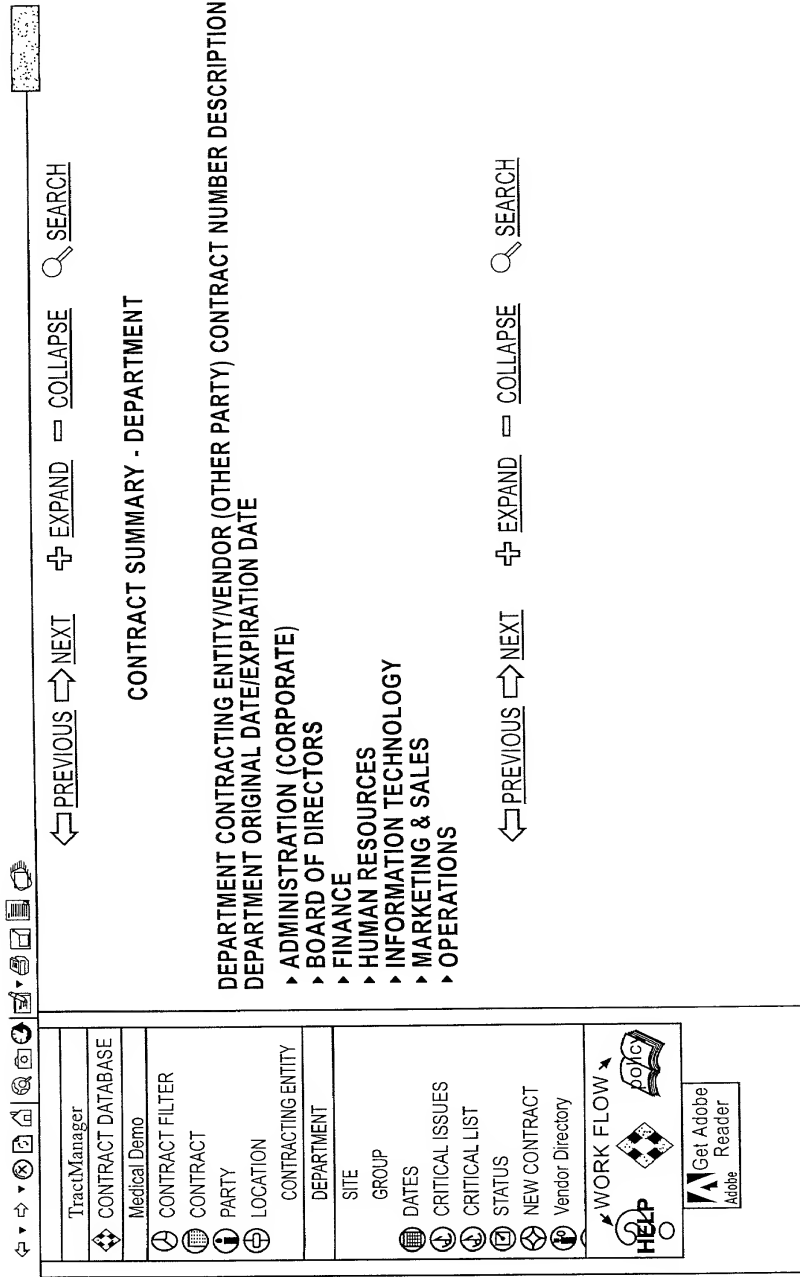 TractManager
CONTRACT DATABASE
Medical Demo
CONTRACT FILTER
CONTRACT
PARTY
LOCATION
CONTRACTING ENTITY
DEPARTMENT
SITE
GROUP
DATES
CRITICAL ISSUES
CRITICAL LIST
STATUS
NEW CONTRACT
Vendor Directory
WORK FLOW
HELP
policy
Get Adobe
Reader
Adobe
PREVIOUS NEXT EXPAND COLLAPSE SEARCH
CONTRACT SUMMARY - DEPARTMENT
DEPARTMENT CONTRACTING ENTITY/VENDOR (OTHER PARTY) CONTRACT NUMBER DESCRIPTION
DEPARTMENT ORIGINAL DATE/EXPIRATION DATE
ADMINISTRATION (CORPORATE)
BOARD OF DIRECTORS
FINANCE
HUMAN RESOURCES
INFORMATION TECHNOLOGY
MARKETING & SALES
OPERATIONS
PREVIOUS NEXT EXPAND COLLAPSE SEARCH